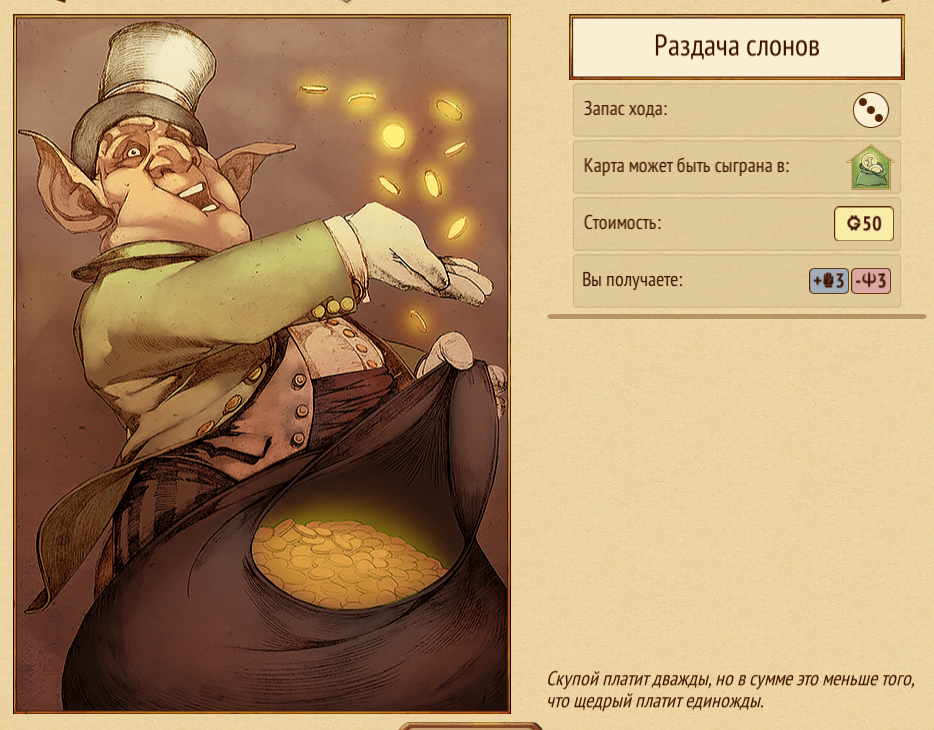 Раздача слонов
Запас хода:
Карта может быть сыграна в:
Стоимость:
50
Вы получаете:
+3 -3
Скупой платит дважды, но в сумме это меньше того,
что щедрый платит единожды.